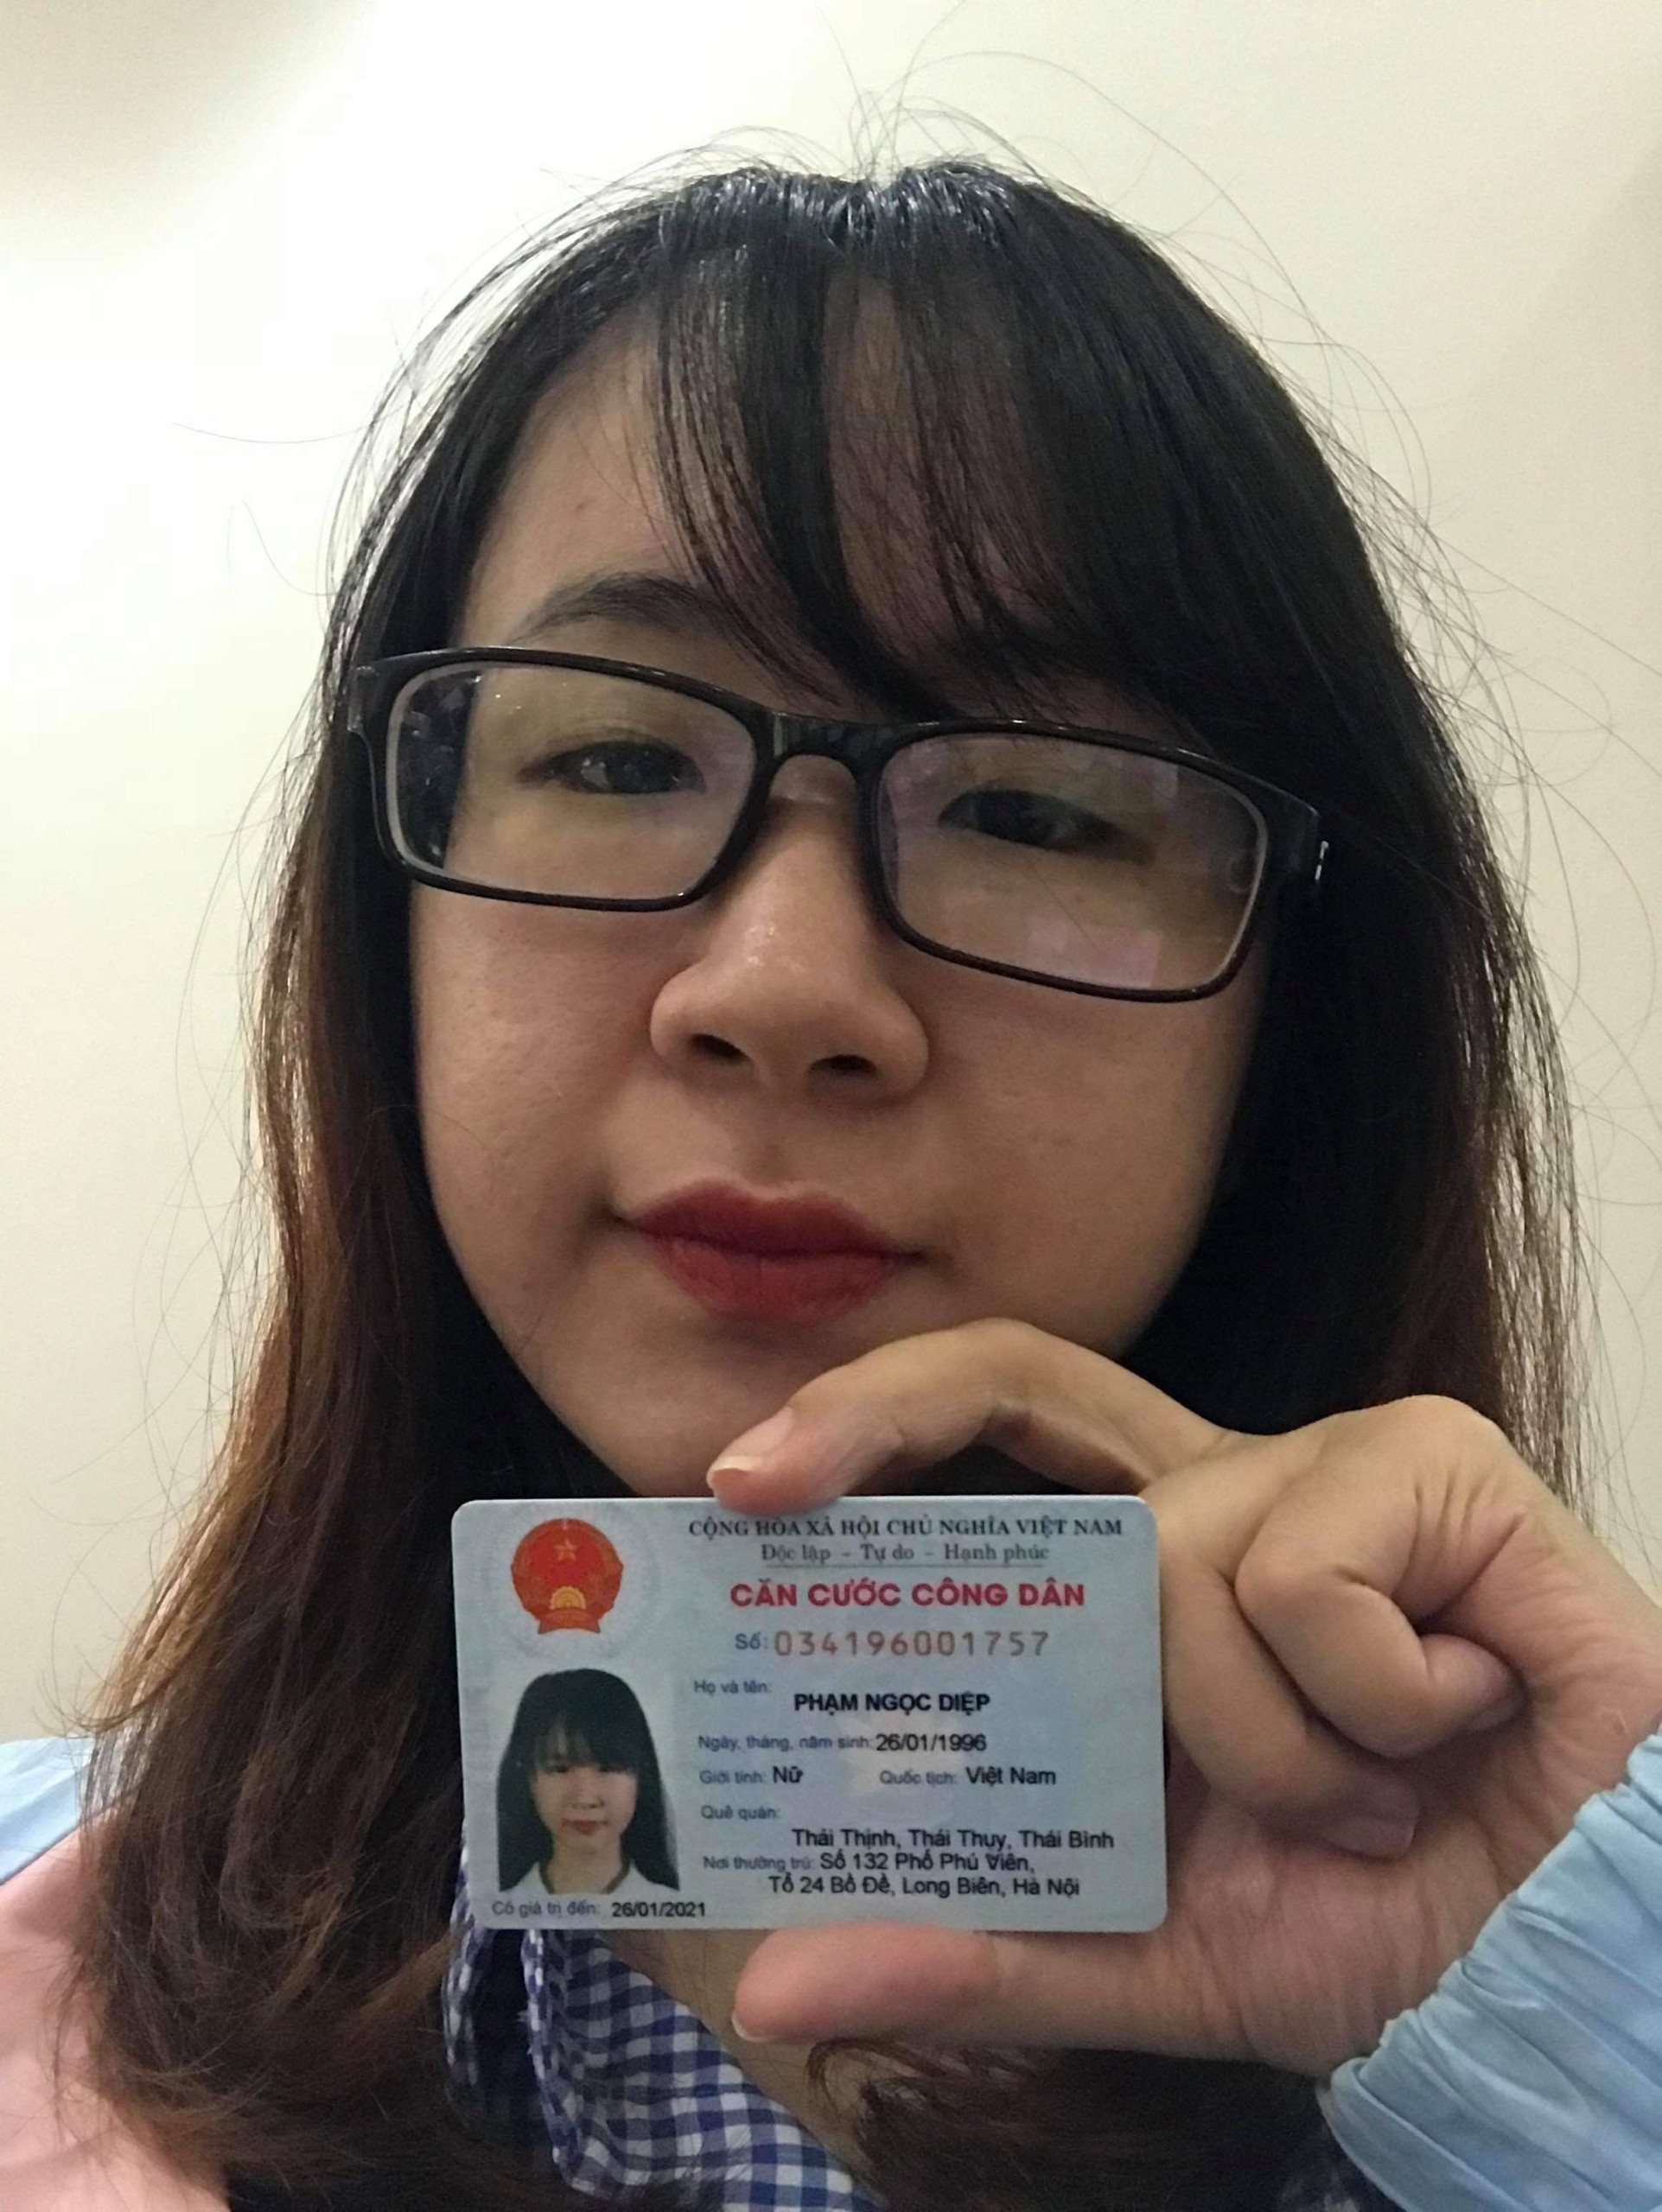 CỘNG HÒA XÃ HỘI CHỦ NGHĨA VIỆT NAM
Độc lập - Tự do - Hạnh phúc
CĂN CƯỚC CÔNG DÂN
Số: 034196001757
Họ và tên:
PHẠM NGỌC DIỆP
Ngày, tháng, năm sinh: 26/01/1996
Giới tính: Nữ Quốc tịch: Việt Nam
Quê quán:
Thái Thịnh, Thái Thụy, Thái Bình
Nơi thường trú: Số 132 Phố Phú Viên,
Tổ 24 Bồ Đề, Long Biên, Hà Nội
Có giá trị đến: 26/01/2021